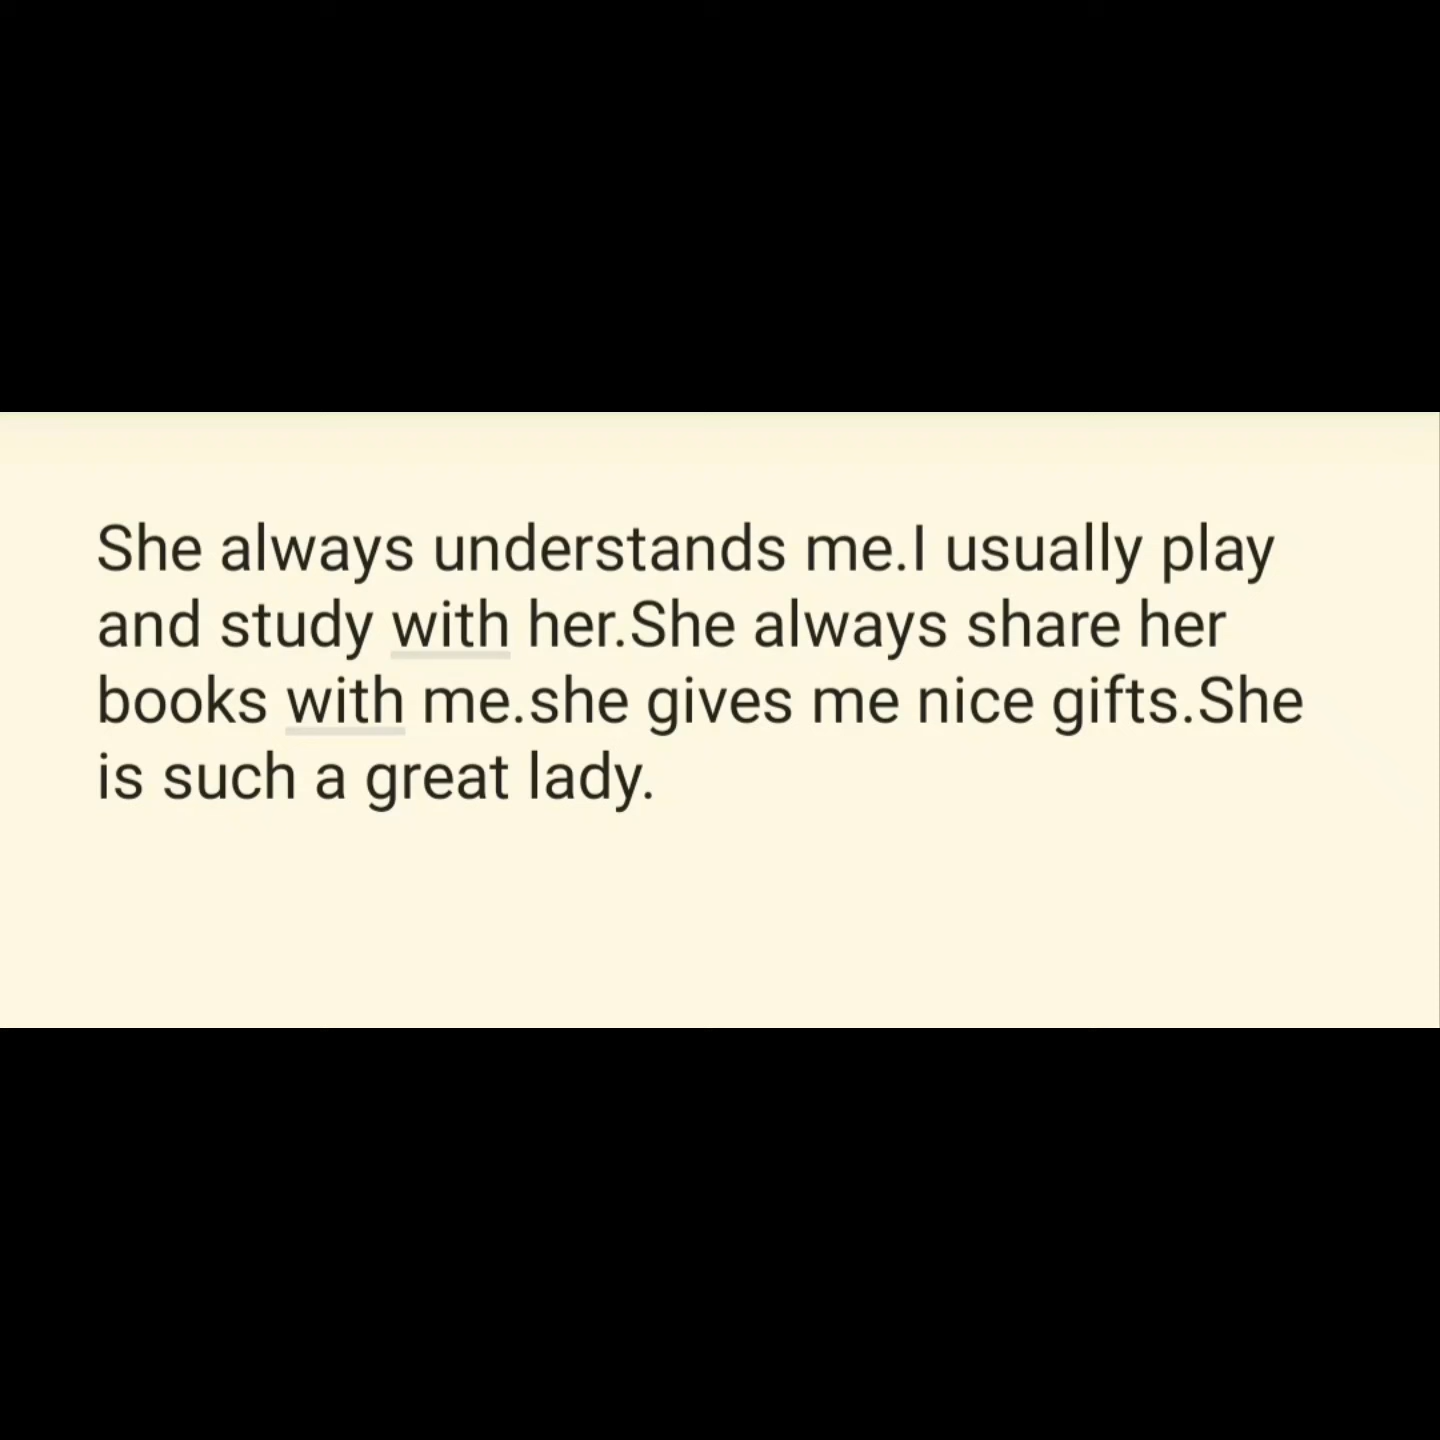 She always understands me.I usually play
and study with her.She always share her
books with me.she gives me nice gifts.She
is such a great lady.